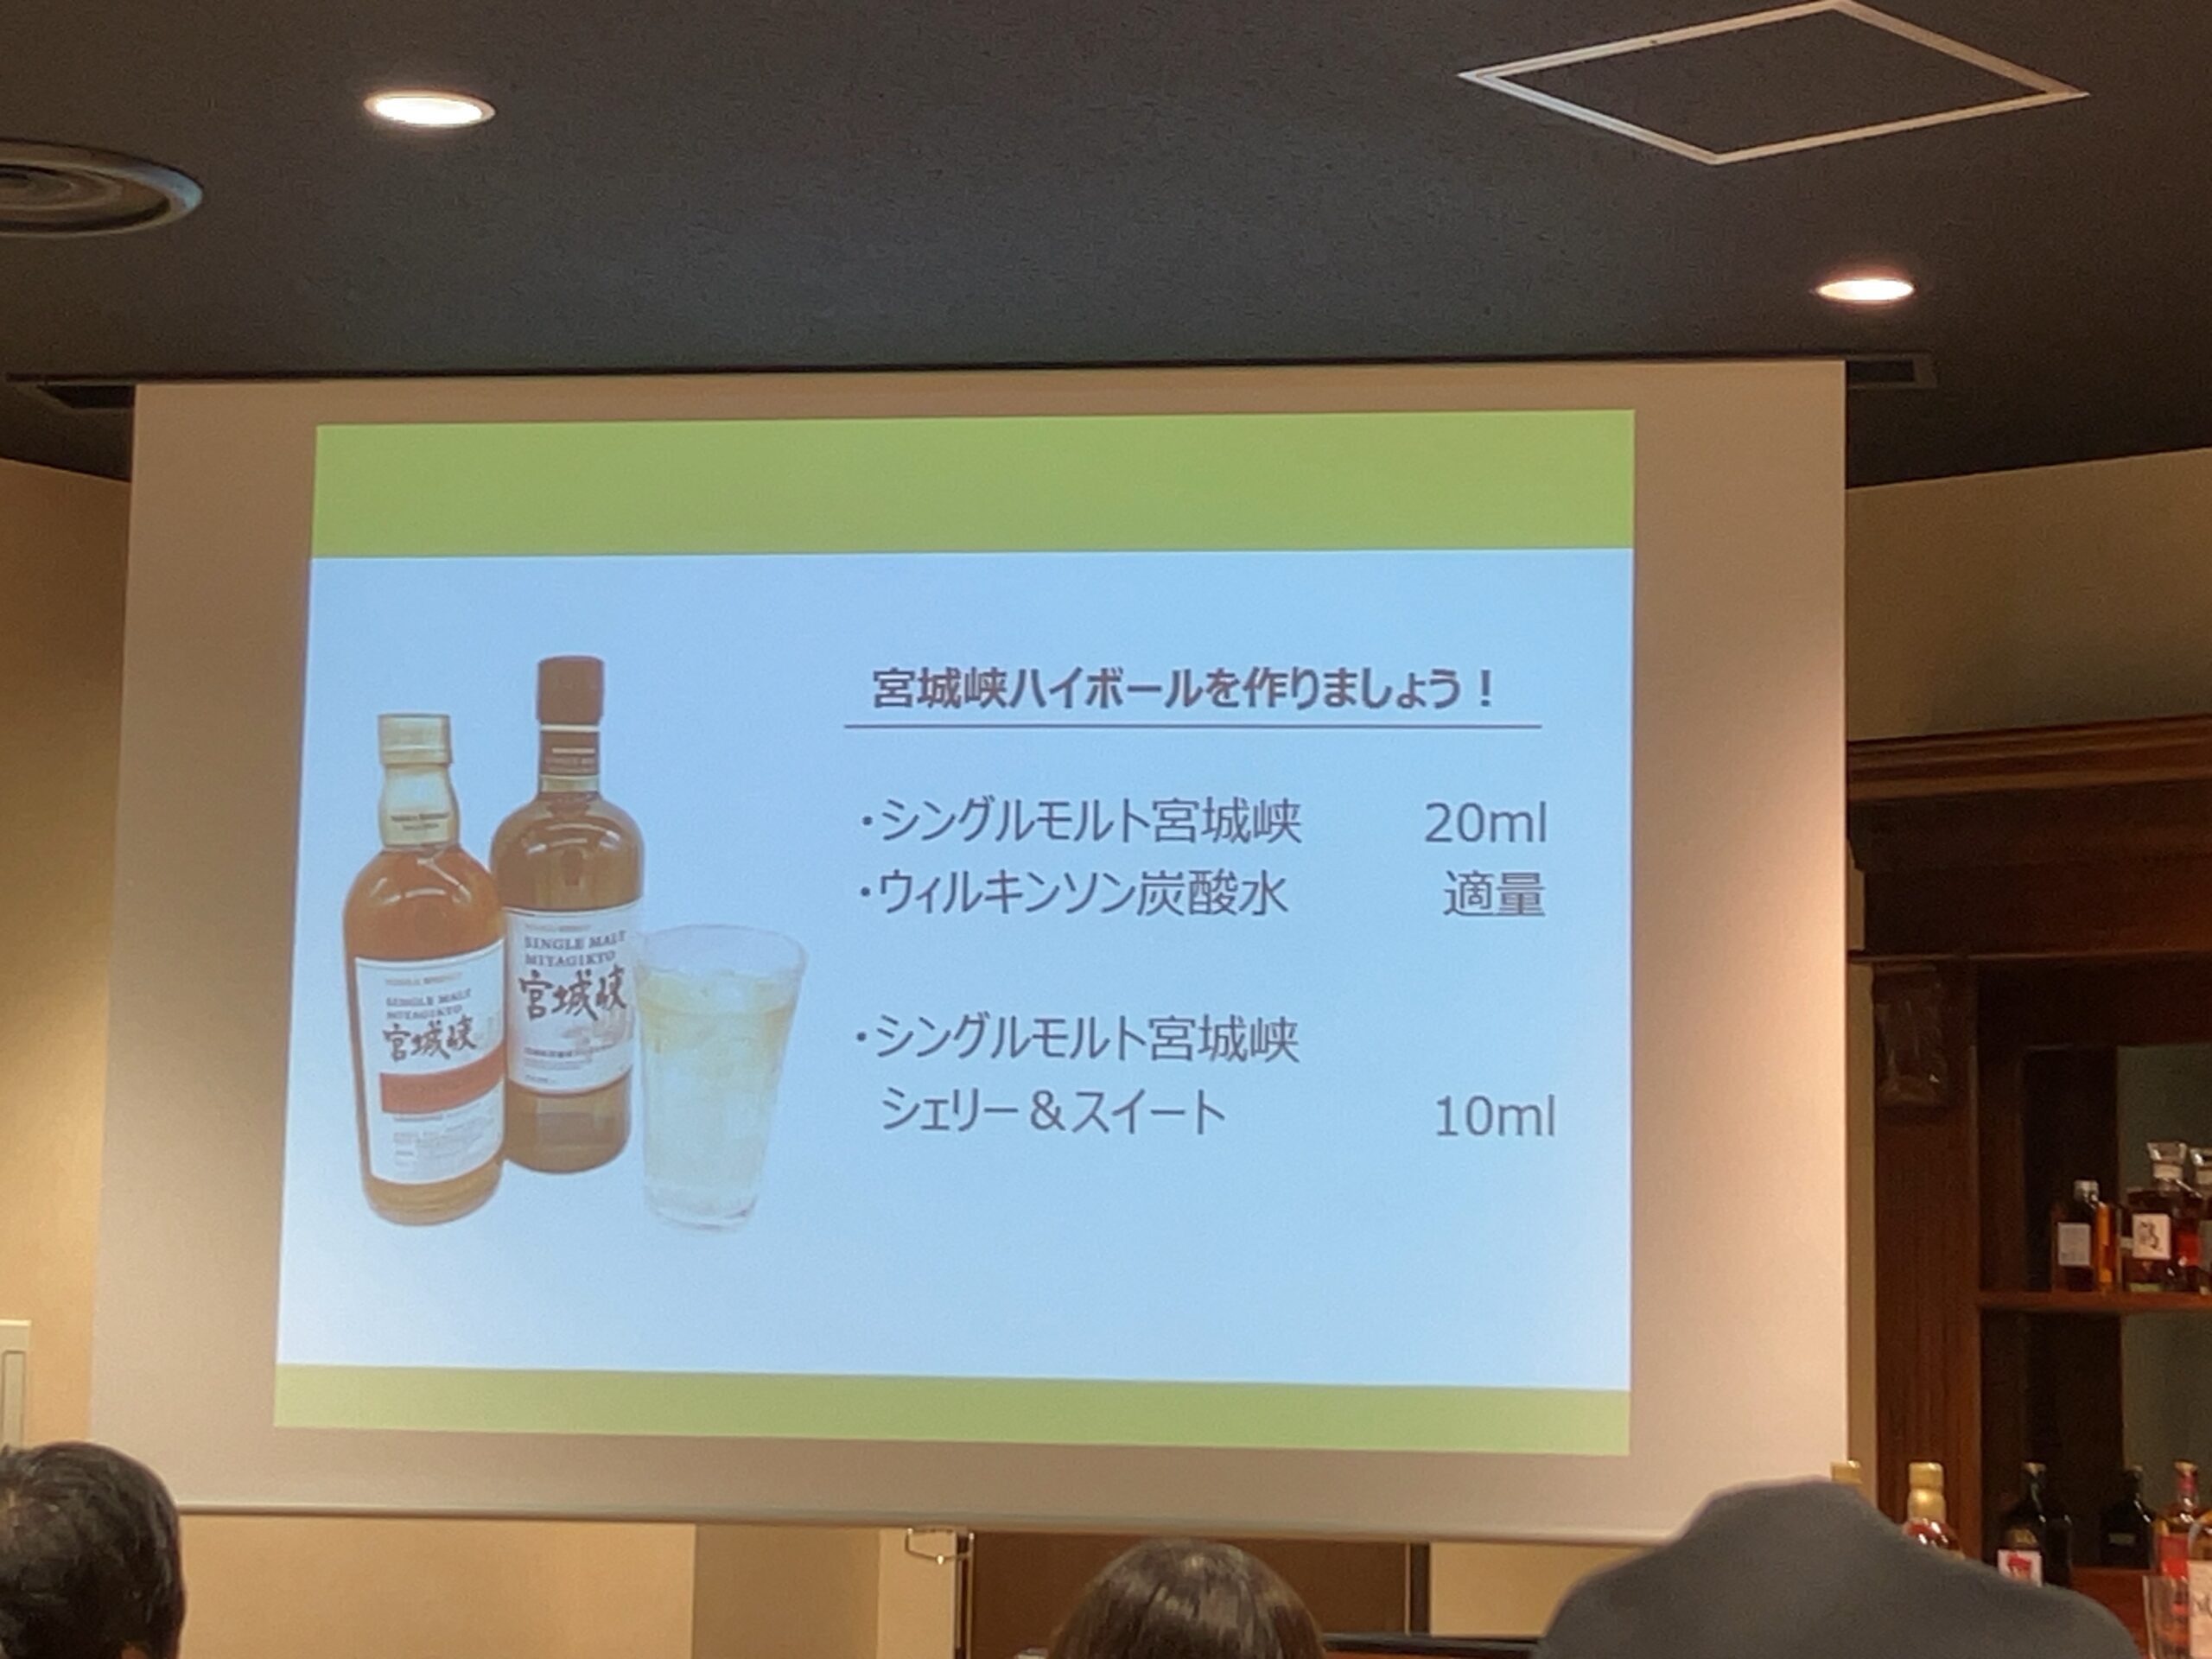 宮城峡ハイボールを作りましょう！
・シングルモルト宮城峡 20ml
・ウィルキンソン炭酸水 適量
・シングルモルト宮城峡
シェリー＆スイート 10ml
SINGLE MALT
MIYAGIKYO
宮城峡
SINGLE MALT
MIYAGIKYO
宮城峡